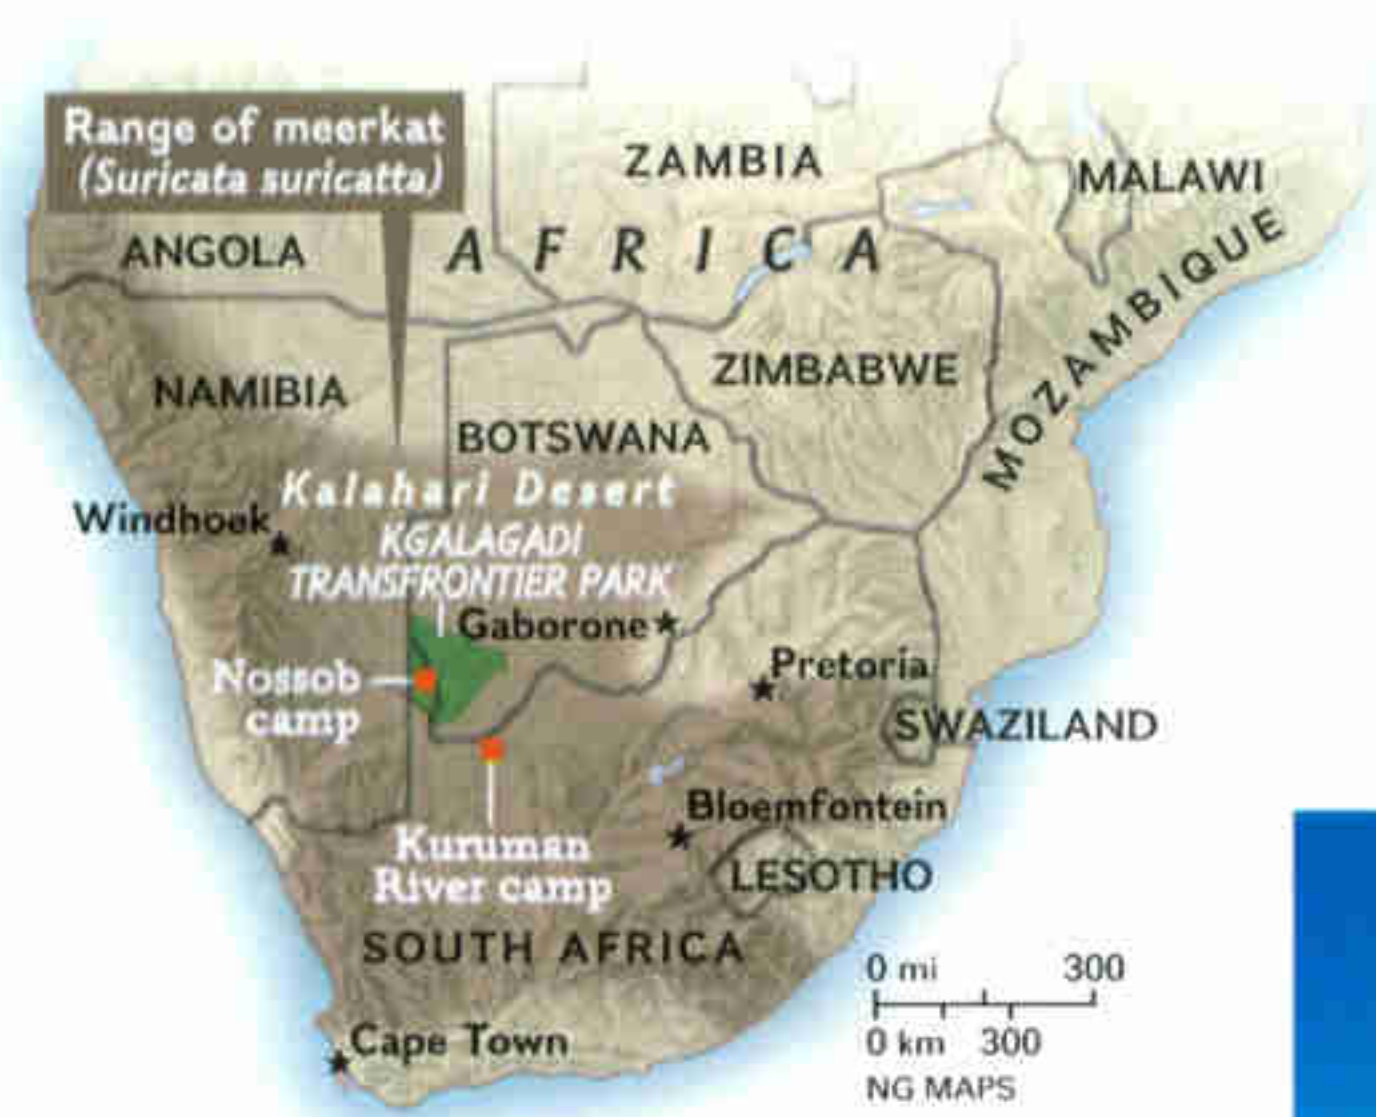 Range of meerkat
(Suricata suricatta)
ZAMBIA
MALAWI
ANGOLA
AFRICA
MOZAMBIQUE
ZIMBABWE
NAMIBIA
BOTSWANA
Kalahari Desert
Windhoek
KGALAGADI
TRANSFRONTIER PARK
Gaborone
Pretoria
Nossob
camp
SWAZILAND
Bloemfontein
Kuruman
River camp
LESOTHO
SOUTH AFRICA
0 mi 300
0 km 300
Cape Town
NG MAPS